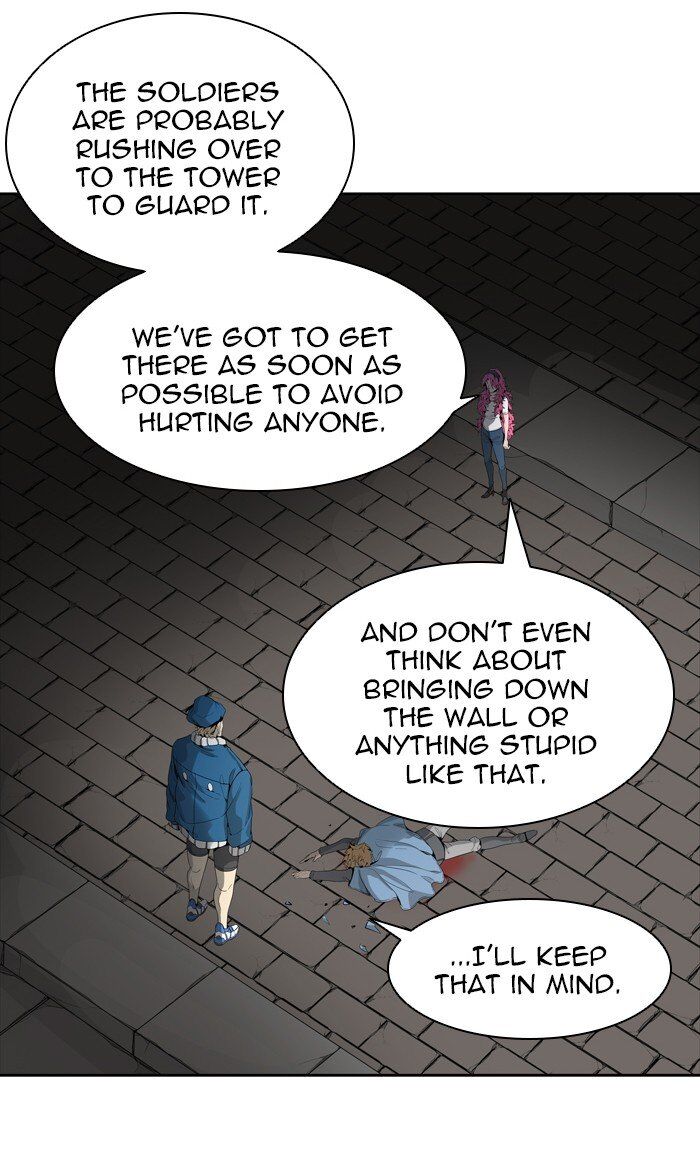 THE SOLDIERS
ARE PROBABLY
RUSHING OVER
TO THE TOWER
TO GUARD IT.
WE'VE GOT TO GET
THERE AS SOON AS
POSSIBLE TO AVOID
HURTING ANYONE.
AND DON'T EVEN
THINK ABOUT
BRINGING DOWN
THE WALL OR
ANYTHING STUPID
LIKE THAT.
...I'LL KEEP
THAT IN MIND.